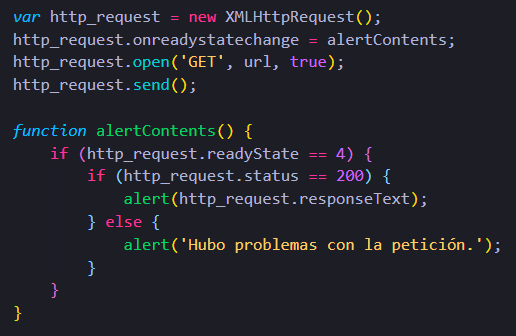 var http_request = new XMLHttpRequest();
http_request.onreadystatechange = alertContents;
http_request.open('GET', url, true);
http_request.send();

function alertContents() {
    if (http_request.readyState == 4) {
        if (http_request.status == 200) {
            alert(http_request.responseText);
        } else {
            alert('Hubo problemas con la petición.');
        }
    }
}